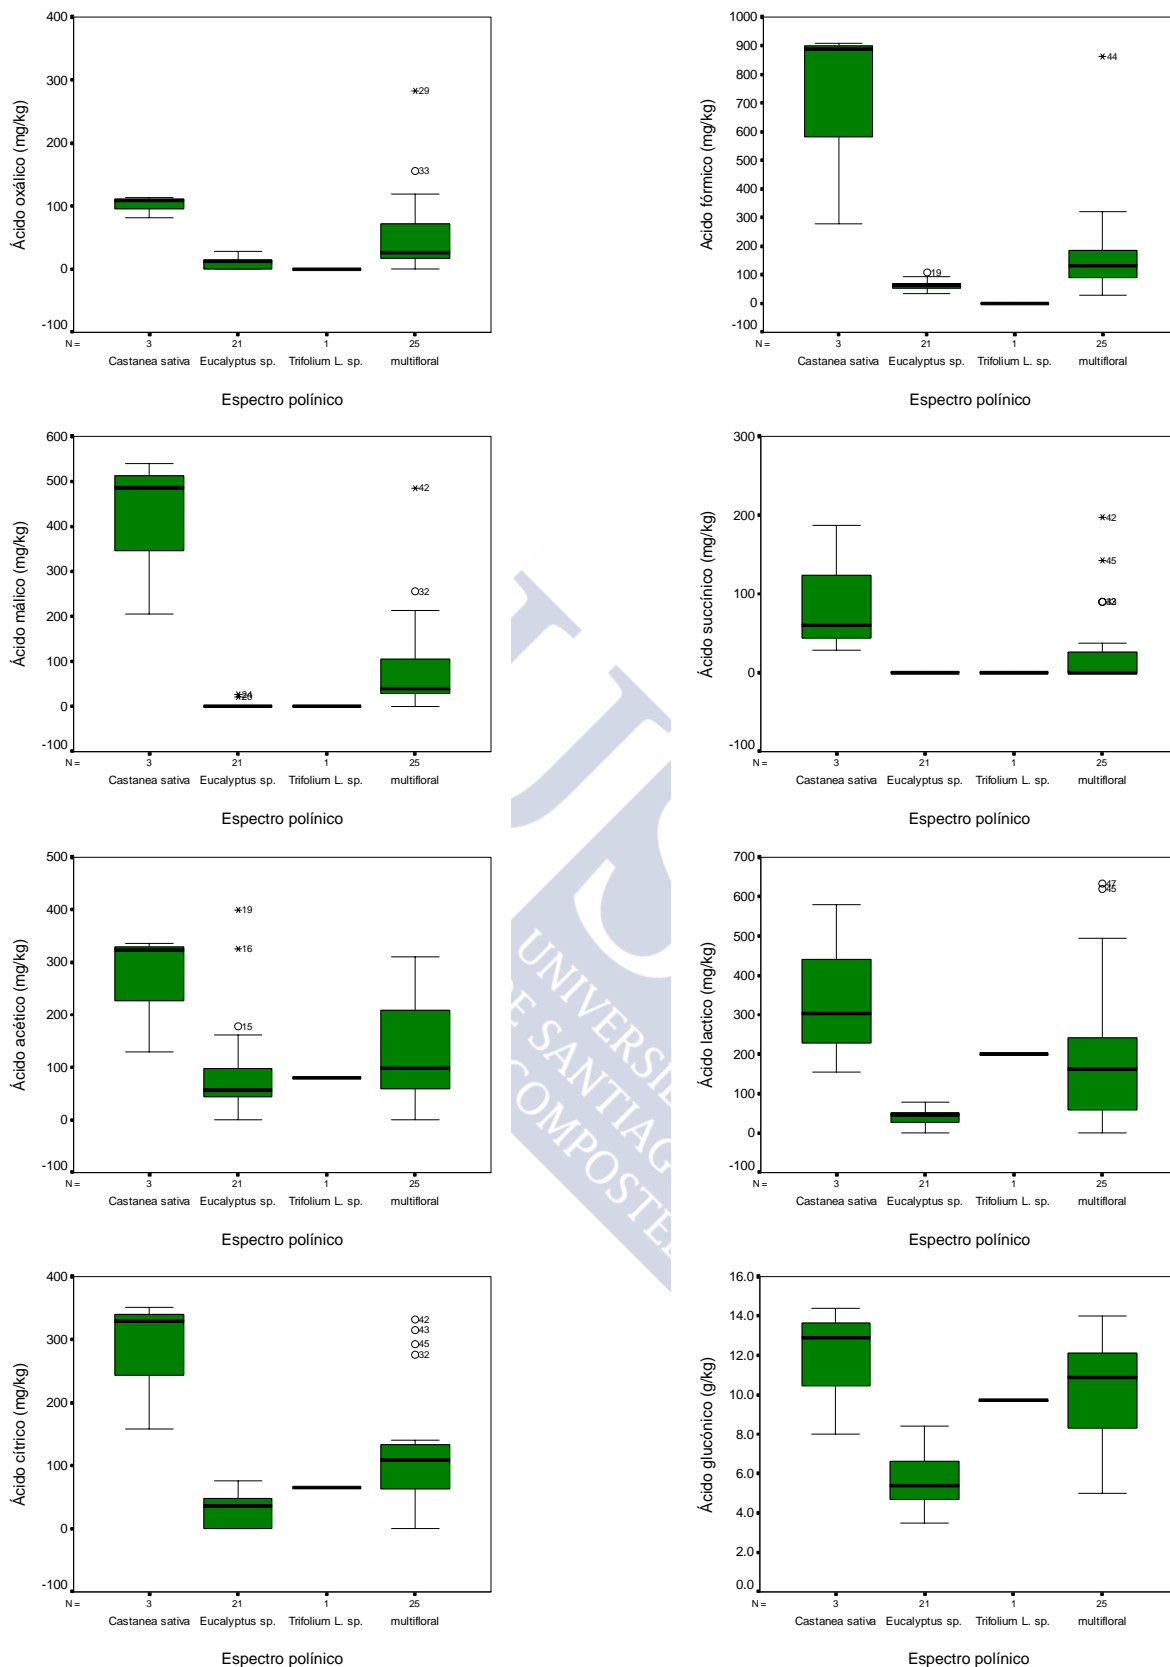 400
300
200
100
0
-100
Ácido oxálico (mg/kg)
*29
33
N = 3 21 1 25
Castanea sativa Eucalyptus sp. Trifolium L. sp. multifloral
Espectro polínico
1000
900
800
700
600
500
400
300
200
100
0
-100
Acido fórmico (mg/kg)
*44
19
N = 3 21 1 25
Castanea sativa Eucalyptus sp. Trifolium L. sp. multifloral
Espectro polínico
600
500
400
300
200
100
0
-100
Ácido málico (mg/kg)
*42
32
N = 3 21 1 25
Castanea sativa Eucalyptus sp. Trifolium L. sp. multifloral
Espectro polínico
300
200
100
0
-100
Ácido succínico (mg/kg)
*42
*45
N = 3 21 1 25
Castanea sativa Eucalyptus sp. Trifolium L. sp. multifloral
Espectro polínico
500
400
300
200
100
0
-100
Ácido acético (mg/kg)
*19
*16
15
N = 3 21 1 25
Castanea sativa Eucalyptus sp. Trifolium L. sp. multifloral
Espectro polínico
700
600
500
400
300
200
100
0
-100
Ácido lactico (mg/kg)
47
45
N = 3 21 1 25
Castanea sativa Eucalyptus sp. Trifolium L. sp. multifloral
Espectro polínico
400
300
200
100
0
-100
Ácido cítrico (mg/kg)
42
43
45
32
N = 3 21 1 25
Castanea sativa Eucalyptus sp. Trifolium L. sp. multifloral
Espectro polínico
16.0
14.0
12.0
10.0
8.0
6.0
4.0
2.0
0.0
Ácido glucónico (g/kg)
N = 3 21 1 25
Castanea sativa Eucalyptus sp. Trifolium L. sp. multifloral
Espectro polínico